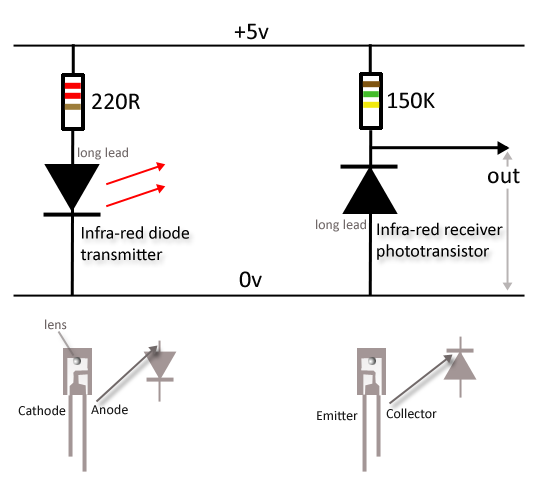 +5v
220R
150K
long lead
out
long lead
Infra-red diode
transmitter
Infra-red receiver
phototransistor
0v
lens
Cathode
Anode
Emitter
Collector